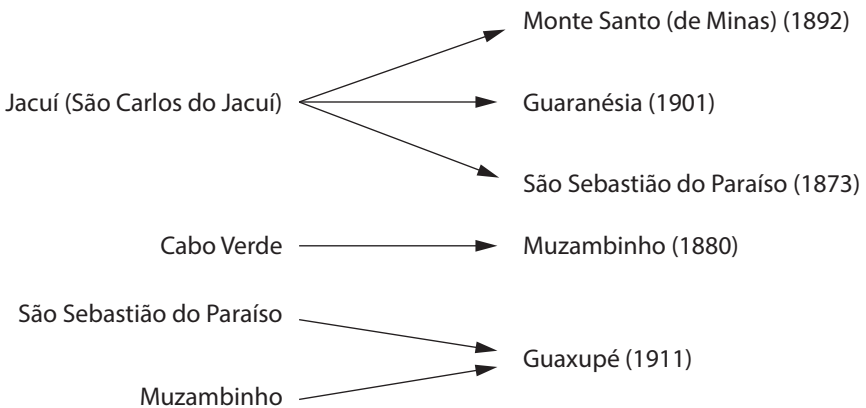 Monte Santo (de Minas) (1892)
Jacuí (São Carlos do Jacuí)
Guaranésia (1901)
São Sebastião do Paraíso (1873)
Cabo Verde
Muzambinho (1880)
São Sebastião do Paraíso
Guaxupé (1911)
Muzambinho